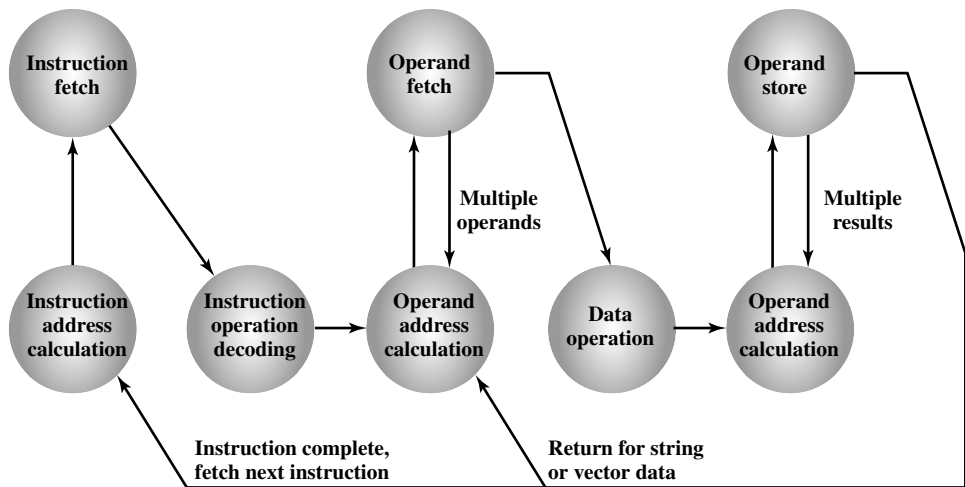 Instruction
fetch
Operand
fetch
Operand
store
Multiple
operands
Multiple
results
Instruction
address
calculation
Instruction
operation
decoding
Operand
address
calculation
Data
operation
Operand
address
calculation
Instruction complete,
fetch next instruction
Return for string
or vector data